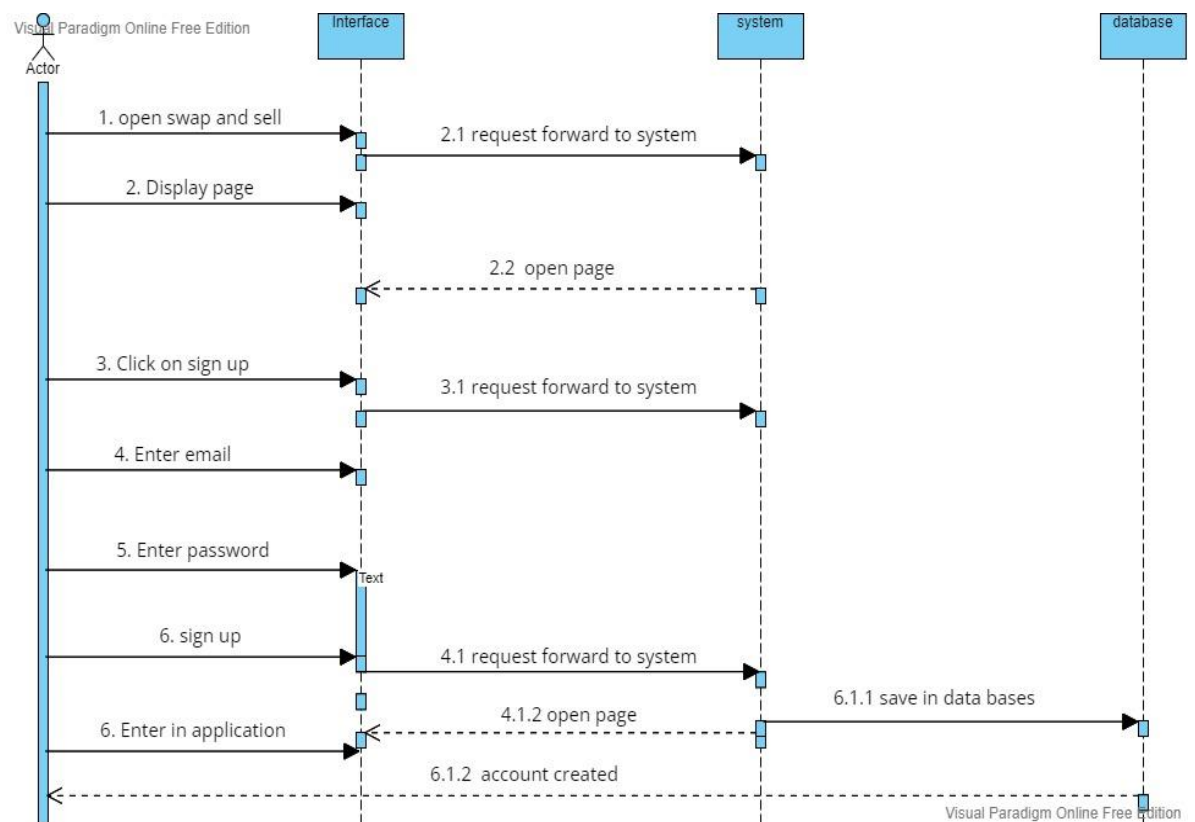 Visual Paradigm Online Free Edition
Interface
system
database
Actor
1. open swap and sell
2.1 request forward to system
2. Display page
2.2 open page
3. Click on sign up
3.1 request forward to system
4. Enter email
5. Enter password
Text
6. sign up
4.1 request forward to system
6.1.1 save in data bases
4.1.2 open page
6. Enter in application
6.1.2 account created
Visual Paradigm Online Free Edition